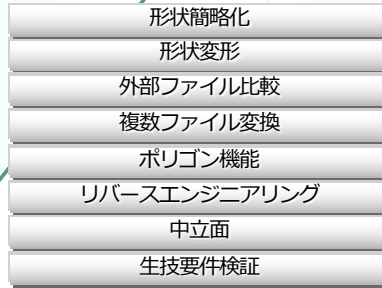 形状簡略化
形状変形
外部ファイル比較
複数ファイル変換
ポリゴン機能
リバースエンジニアリング
中立面
生技要件検証